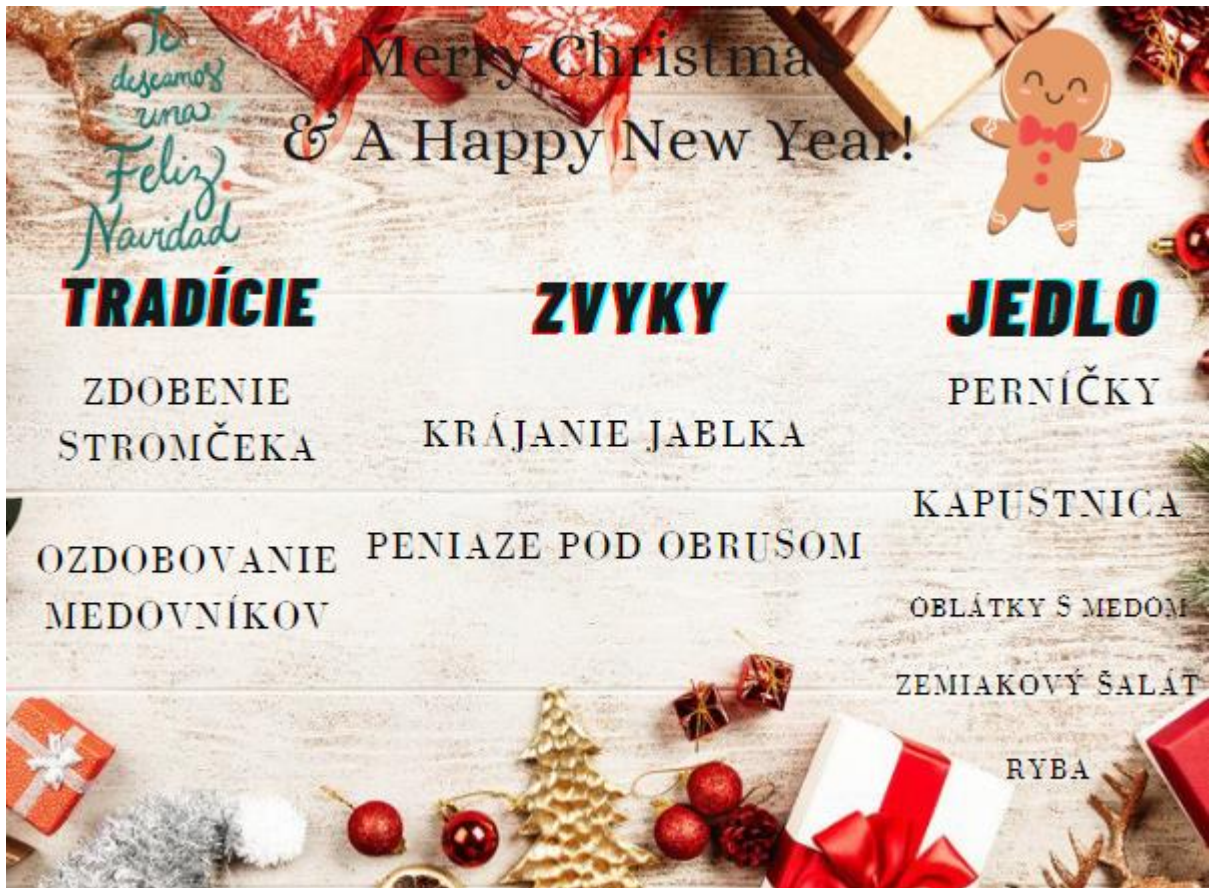 Te
deseamos
una
Feliz
Navidad
Merry Christmas
& A Happy New Year!
TRADÍCIE
ZDOBENIE
STROMČEKA
OZDOBOVANIE
MEDOVNÍKOV
ZVYKY
KRÁJANIE JABLKA
PENIAZE POD OBRUSOM
JEDLO
PERNÍČKY
KAPUSTNICA
OBLÁTKY S MEDOM
ZEMIAKOVÝ ŠALÁT
RYBA